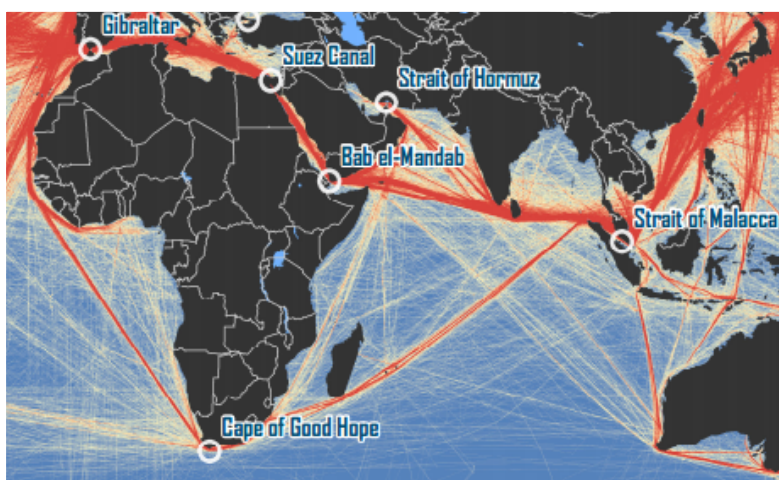 Gibraltar
Suez Canal
Strait of Hormuz
Bab el-Mandab
Strait of Malacca
Cape of Good Hope